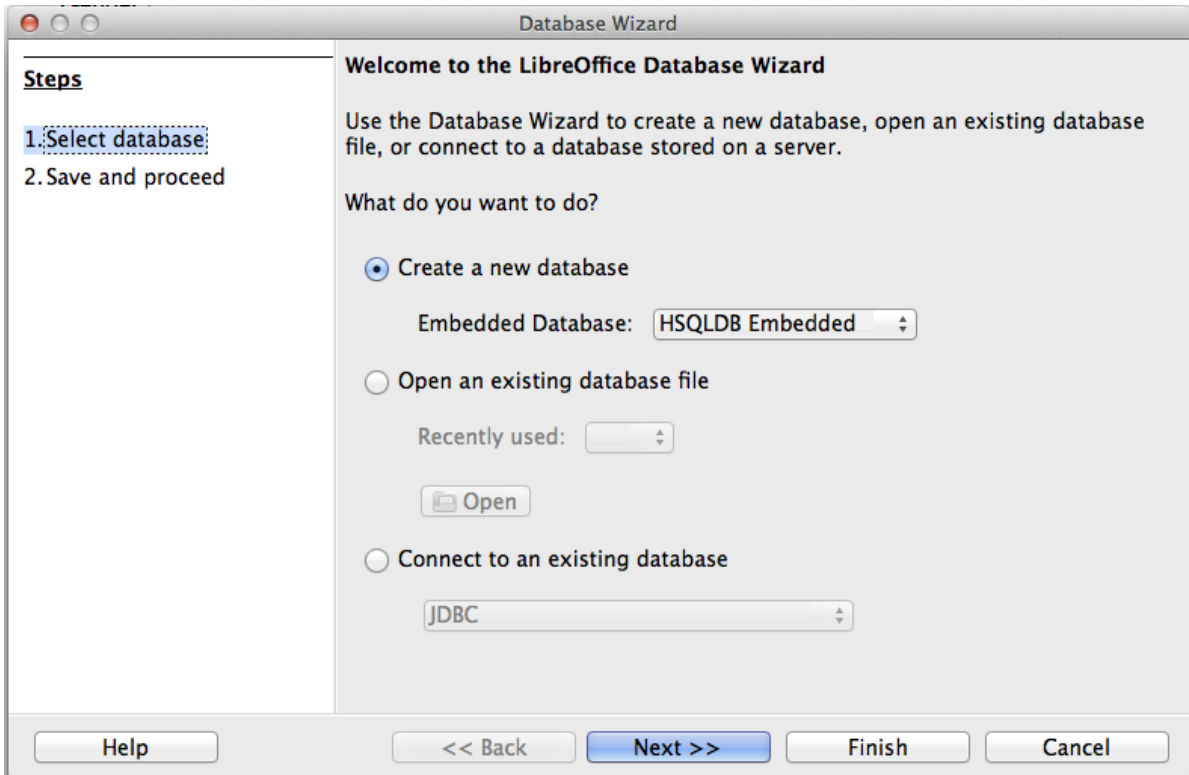 Database Wizard
Steps
1. Select database
2. Save and proceed
Welcome to the LibreOffice Database Wizard
Use the Database Wizard to create a new database, open an existing database
file, or connect to a database stored on a server.
What do you want to do?
Create a new database
Embedded Database: HSQLDB Embedded
Open an existing database file
Recently used:
Open
Connect to an existing database
JDBC
Help << Back Next >> Finish Cancel